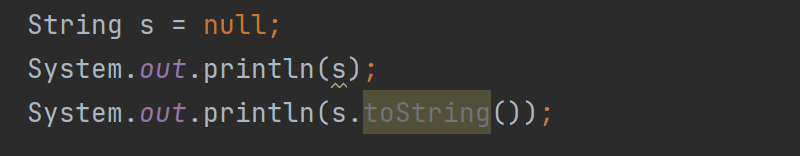 String s = null;
System.out.println(s);
System.out.println(s.toString());